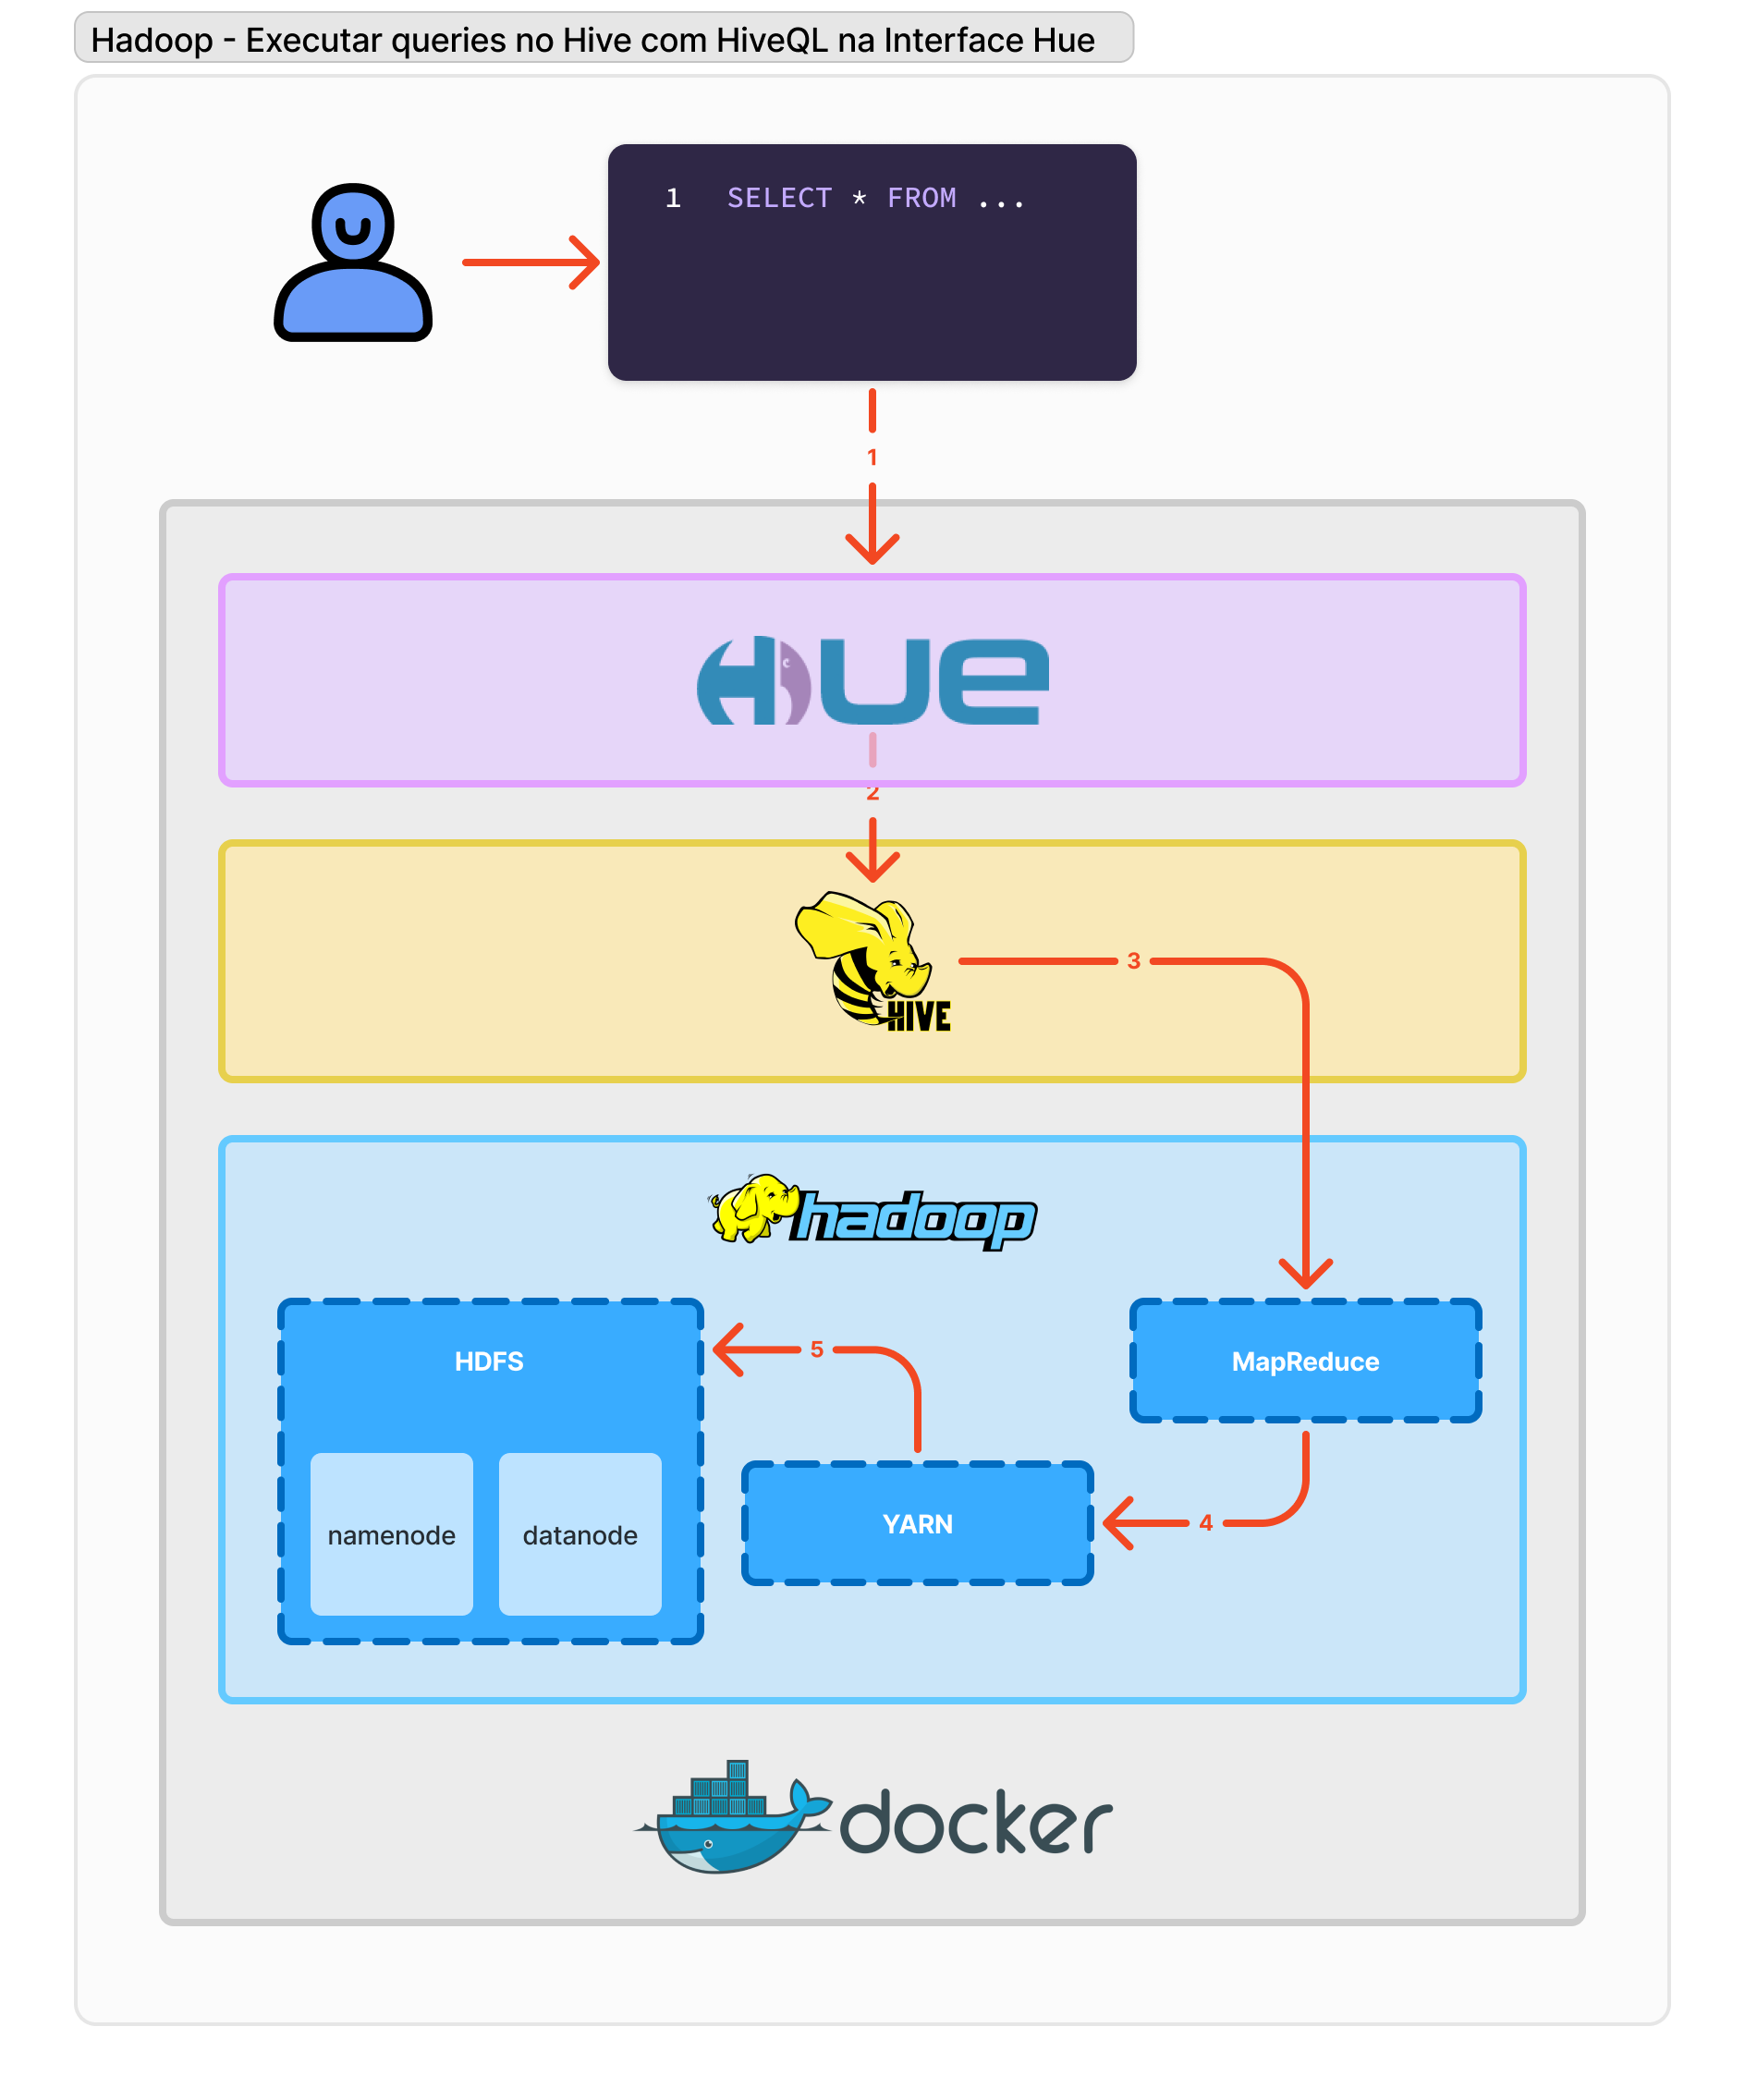 Hadoop - Executar queries no Hive com HiveQL na Interface Hue
1 SELECT * FROM ...
1
HUE
2
HIVE
3
hadoop
HDFS
5
MapReduce
namenode
datanode
YARN
4
docker